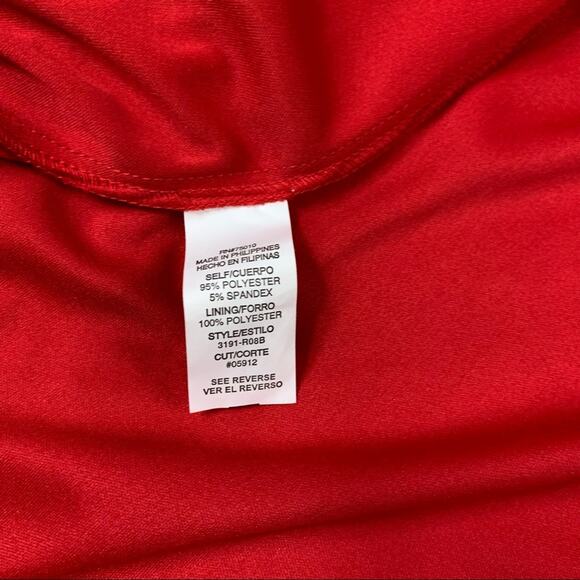 RN#75010
MADE IN PHILIPPINES
HECHO EN FILIPINAS
SELF/CUERPO
95% POLYESTER
5% SPANDEX
LINING/FORRO
100% POLYESTER
STYLE/ESTILO
3191-R08B
CUT/CORTE
#05912
SEE REVERSE
VER EL REVERSO